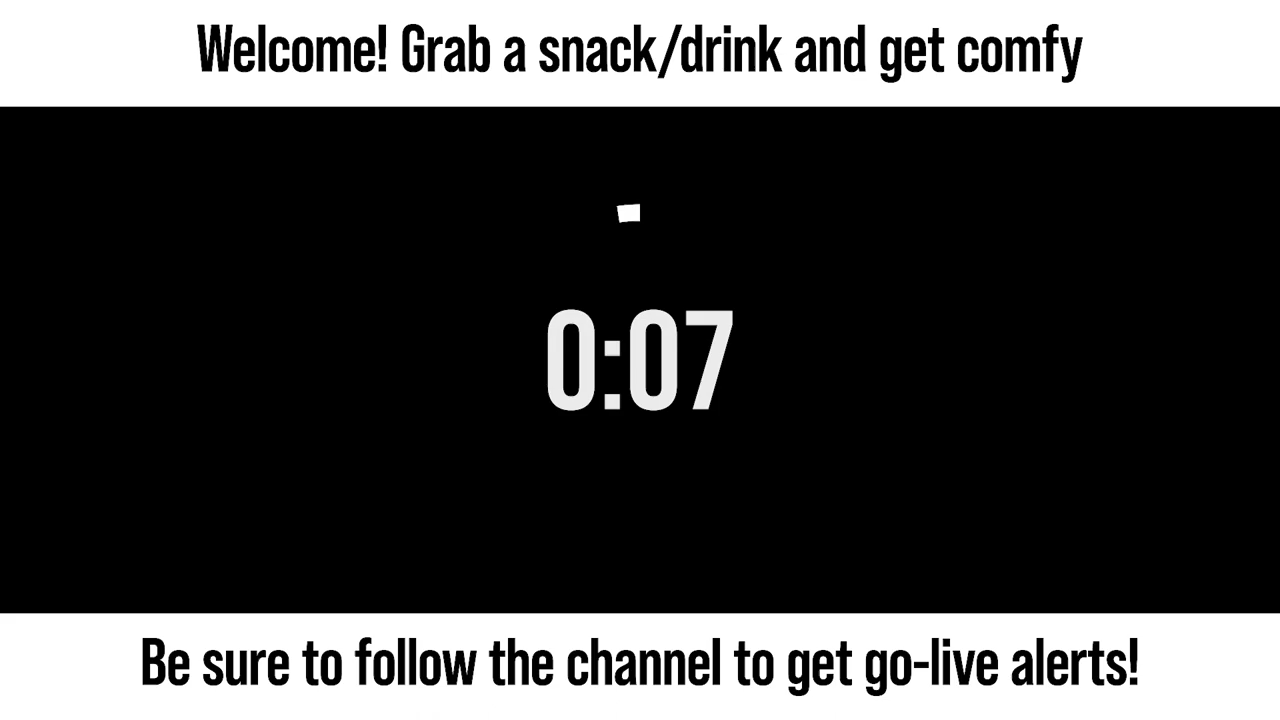 Welcome! Grab a snack/drink and get comfy
0:07
Be sure to follow the channel to get go-live alerts!